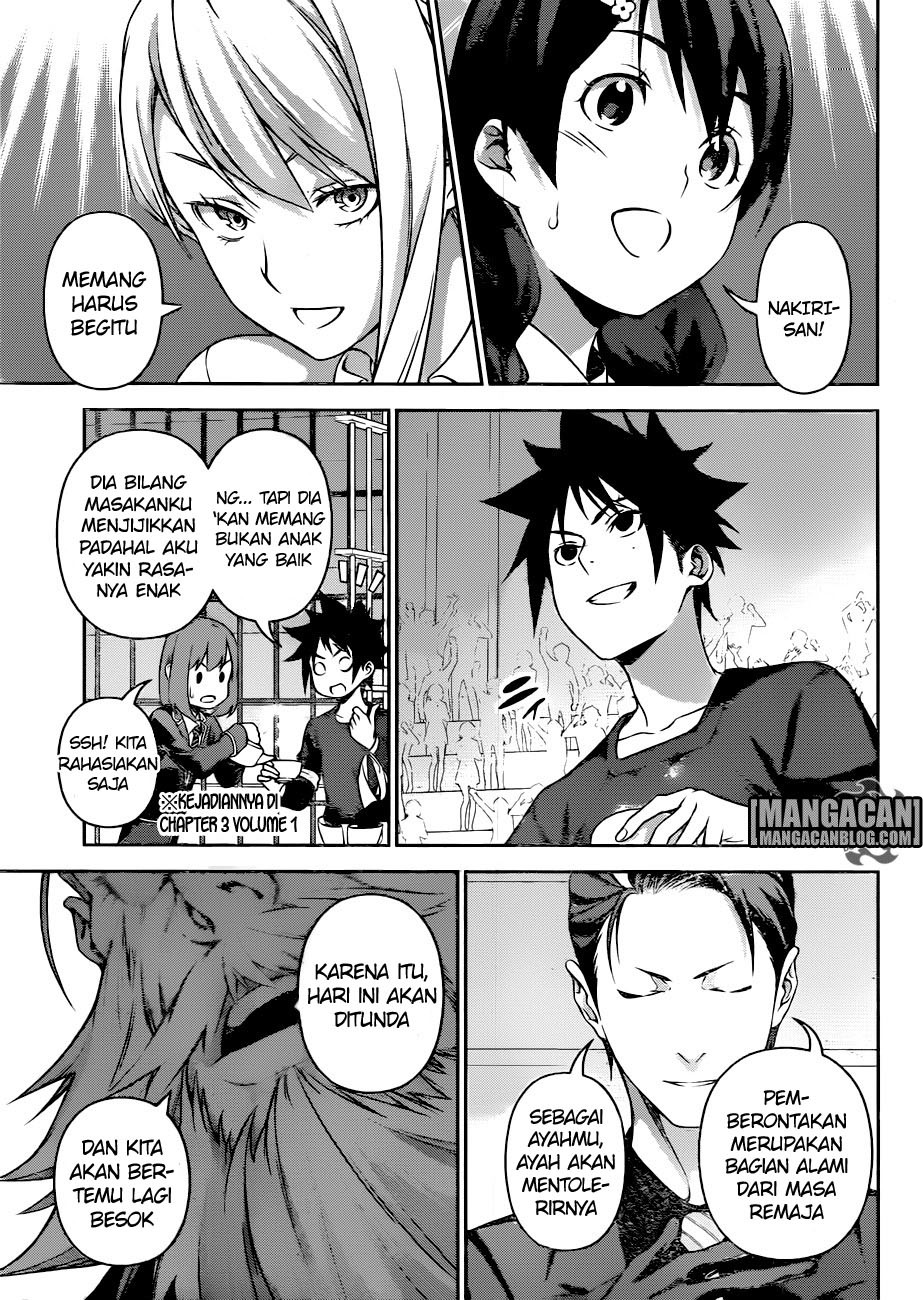 NAKIRI-
SAN!
MEMANG
HARUS
BEGITU
NG... TAPI DIA
'KAN MEMANG
BUKAN ANAK
YANG BAIK
DIA BILANG
MASAKANKU
MENJIJIKKAN
PADAHAL AKU
YAKIN RASA-
NYA ENAK
SSH! KITA
RAHASIAKAN
SAJA
※KEJADIANNYA DI
CHAPTER 3 VOLUME 1
MANGACAN
MANGACANBLOG.COM
PEM-
BERONTAKAN
MERUPAKAN
BAGIAN ALAMI
DARI MASA
REMAJA
SEBAGAI
AYAHMU,
AYAH AKAN
MENTOLE-
RIRNYA
KARENA ITU,
HARI INI AKAN
DITUNDA
DAN KITA
AKAN BER-
TEMU LAGI
BESOK